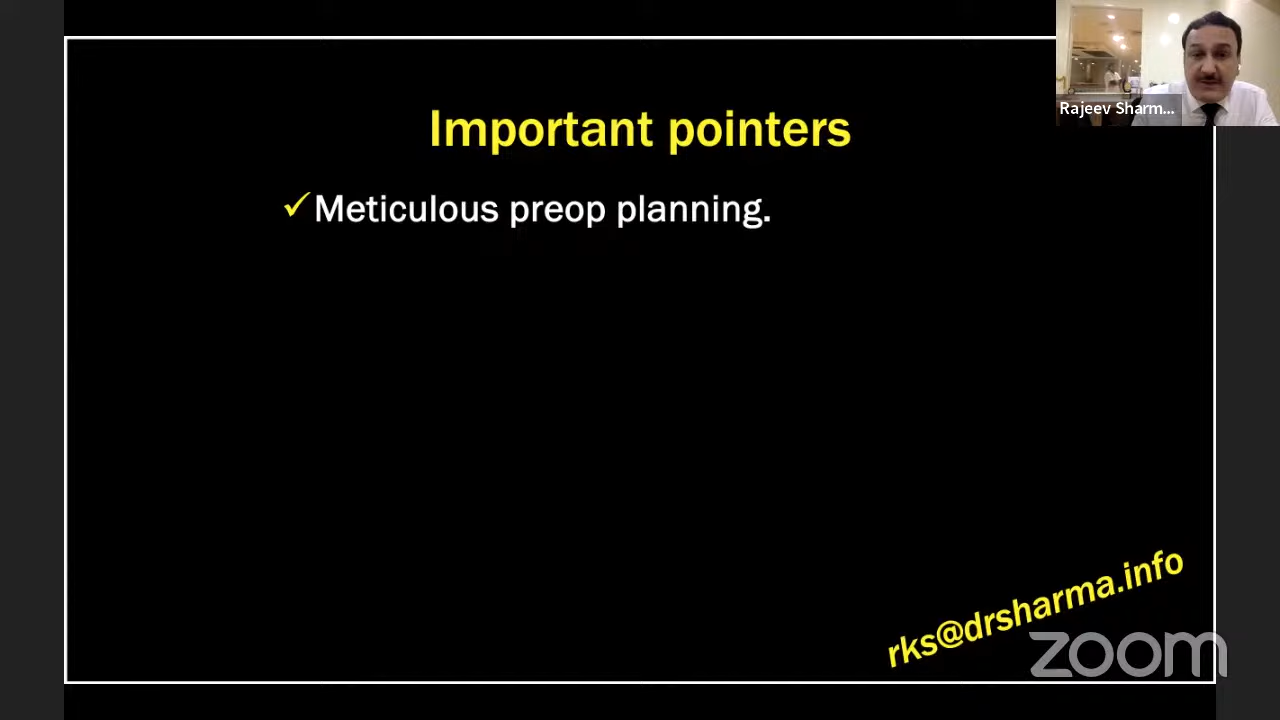 Rajeev Sharm...
Important pointers
✓Meticulous preop planning.
rks@drsharma.info
zoom